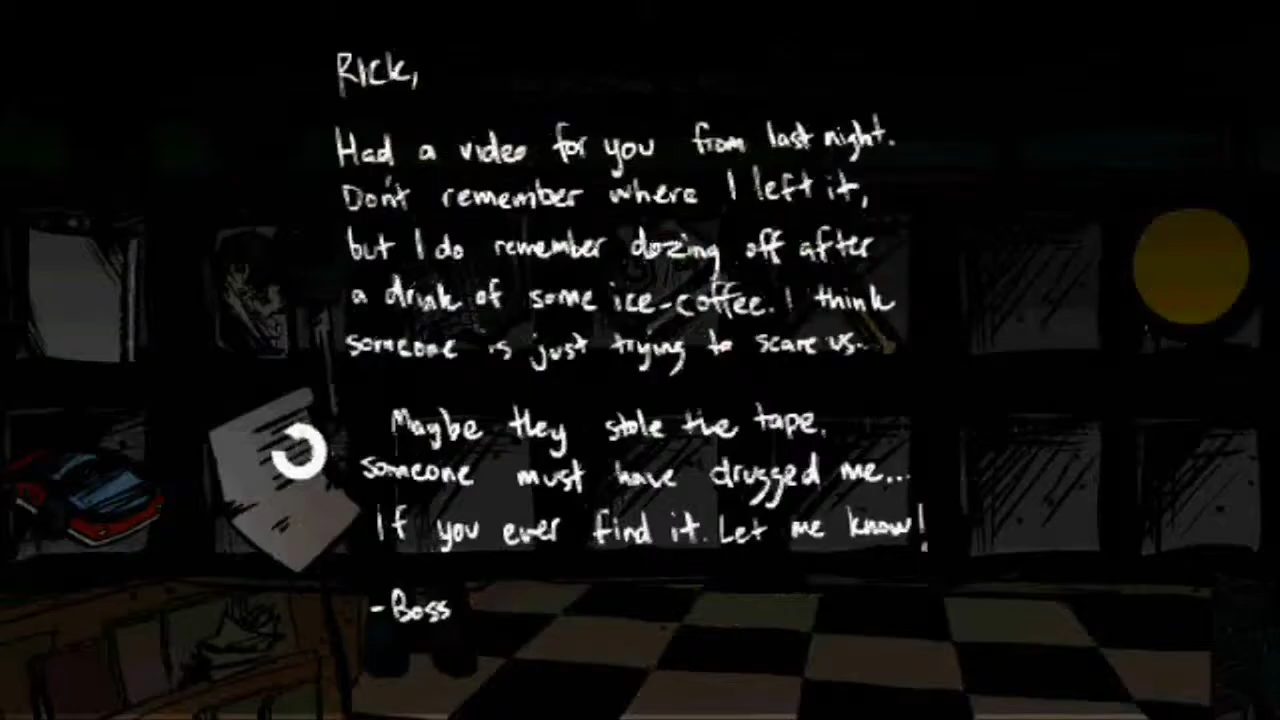 Rick,
Had a video for you from last night.
Don't remember where I left it,
but I do remember dozing off after
a drink of some ice-coffee. I think
someone is just trying to scare us..
Maybe they stole the tape.
someone must have drugged me...
If you ever find it. Let me know!
-Boss